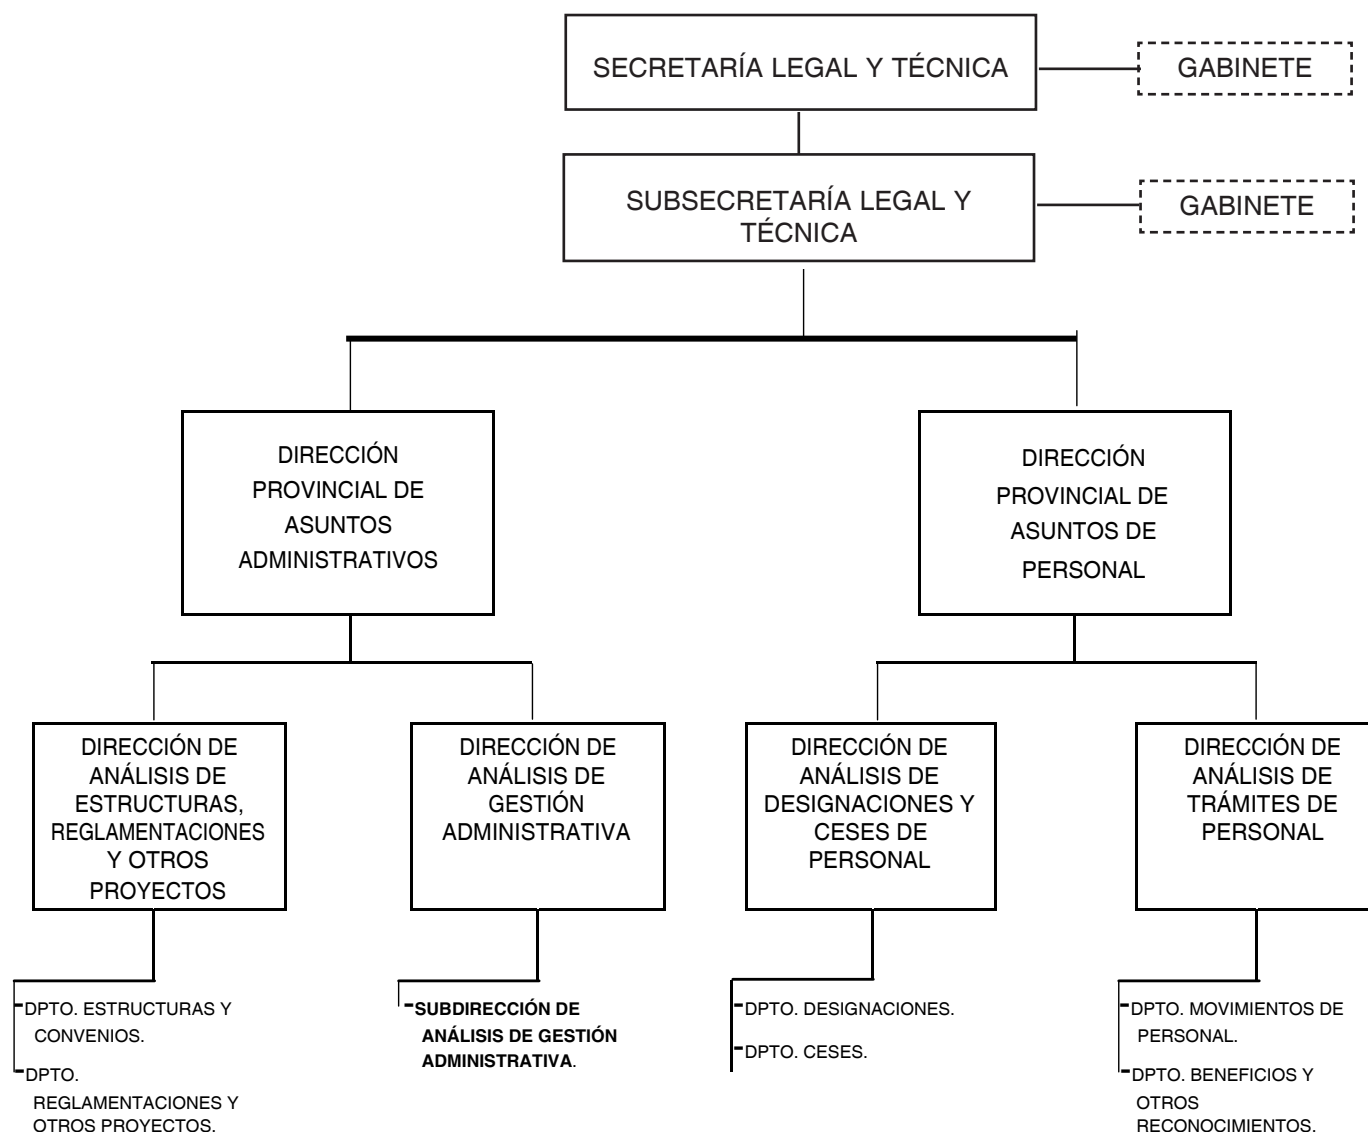 SECRETARÍA LEGAL Y TÉCNICA
GABINETE
SUBSECRETARÍA LEGAL Y
TÉCNICA
GABINETE
DIRECCIÓN
PROVINCIAL DE
ASUNTOS
ADMINISTRATIVOS
DIRECCIÓN
PROVINCIAL DE
ASUNTOS DE
PERSONAL
DIRECCIÓN DE
ANÁLISIS DE
ESTRUCTURAS,
REGLAMENTACIONES
Y OTROS
PROYECTOS
DIRECCIÓN DE
ANÁLISIS DE
GESTIÓN
ADMINISTRATIVA
DIRECCIÓN DE
ANÁLISIS DE
DESIGNACIONES Y
CESES DE
PERSONAL
DIRECCIÓN DE
ANÁLISIS DE
TRÁMITES DE
PERSONAL
-DPTO. ESTRUCTURAS Y
CONVENIOS.
-DPTO.
REGLAMENTACIONES Y
OTROS PROYECTOS.
-SUBDIRECCIÓN DE
ANÁLISIS DE GESTIÓN
ADMINISTRATIVA.
-DPTO. DESIGNACIONES.
-DPTO. CESES.
-DPTO. MOVIMIENTOS DE
PERSONAL.
-DPTO. BENEFICIOS Y
OTROS
RECONOCIMIENTOS.